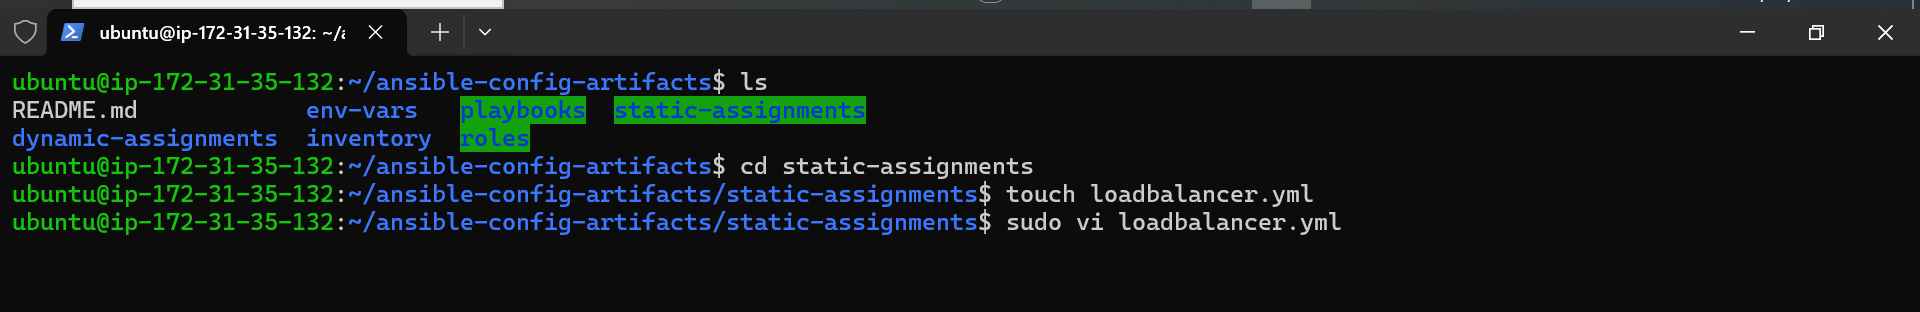 ubuntu@ip-172-31-35-132: ~/a
ubuntu@ip-172-31-35-132:~/ansible-config-artifacts$ ls
README.md env-vars playbooks static-assignments
dynamic-assignments inventory roles
ubuntu@ip-172-31-35-132:~/ansible-config-artifacts$ cd static-assignments
ubuntu@ip-172-31-35-132:~/ansible-config-artifacts/static-assignments$ touch loadbalancer.yml
ubuntu@ip-172-31-35-132:~/ansible-config-artifacts/static-assignments$ sudo vi loadbalancer.yml